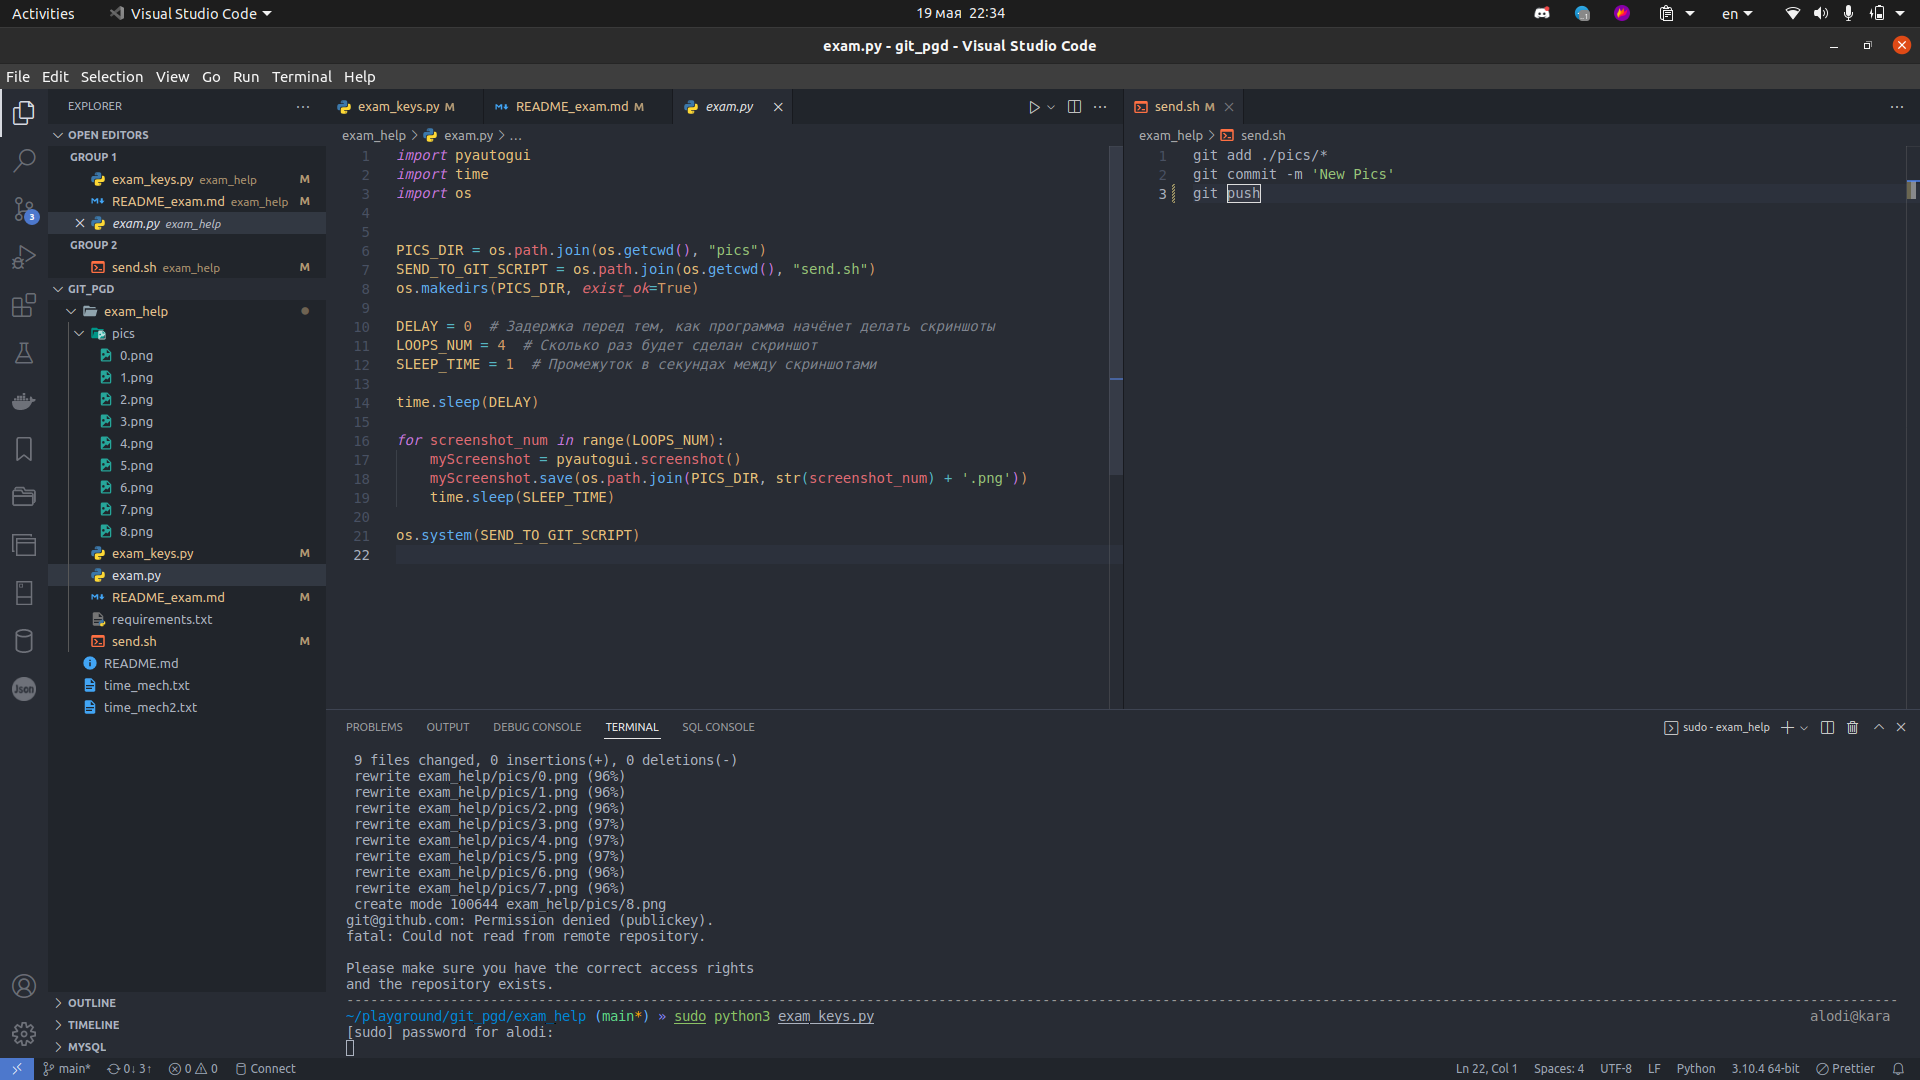 Activities
Visual Studio Code
19 мая 22:34
en
exam.py - git_pgd - Visual Studio Code
File Edit Selection View Go Run Terminal Help
EXPLORER
OPEN EDITORS
GROUP 1
exam_keys.py exam_help M
README_exam.md exam_help M
exam.py exam_help
GROUP 2
send.sh exam_help M
GIT_PGD
exam_help
pics
0.png
1.png
2.png
3.png
4.png
5.png
6.png
7.png
8.png
exam_keys.py M
exam.py
README_exam.md M
requirements.txt
send.sh M
README.md
time_mech.txt
time_mech2.txt
OUTLINE
TIMELINE
MYSQL
3
Json
exam_keys.py M
README_exam.md M
exam.py
exam_help > exam.py > ...
1 import pyautogui
2 import time
3 import os
4
5
6 PICS_DIR = os.path.join(os.getcwd(), "pics")
7 SEND_TO_GIT_SCRIPT = os.path.join(os.getcwd(), "send.sh")
8 os.makedirs(PICS_DIR, exist_ok=True)
9
10 DELAY = 0  # Задержка перед тем, как программа начёнет делать скриншоты
11 LOOPS_NUM = 4  # Сколько раз будет сделан скриншот
12 SLEEP_TIME = 1  # Промежуток в секундах между скриншотами
13
14 time.sleep(DELAY)
15
16 for screenshot_num in range(LOOPS_NUM):
17     myScreenshot = pyautogui.screenshot()
18     myScreenshot.save(os.path.join(PICS_DIR, str(screenshot_num) + '.png'))
19     time.sleep(SLEEP_TIME)
20
21 os.system(SEND_TO_GIT_SCRIPT)
22
send.sh M
exam_help > send.sh
1 git add ./pics/*
2 git commit -m 'New Pics'
3 git push
PROBLEMS OUTPUT DEBUG CONSOLE TERMINAL SQL CONSOLE
sudo - exam_help
9 files changed, 0 insertions(+), 0 deletions(-)
rewrite exam_help/pics/0.png (96%)
rewrite exam_help/pics/1.png (96%)
rewrite exam_help/pics/2.png (96%)
rewrite exam_help/pics/3.png (97%)
rewrite exam_help/pics/4.png (97%)
rewrite exam_help/pics/5.png (97%)
rewrite exam_help/pics/6.png (96%)
rewrite exam_help/pics/7.png (96%)
create mode 100644 exam_help/pics/8.png
git@github.com: Permission denied (publickey).
fatal: Could not read from remote repository.
Please make sure you have the correct access rights
and the repository exists.
~/playground/git_pgd/exam_help (main*) » sudo python3 exam_keys.py alodi@kara
[sudo] password for alodi:
main* 0↓ 3↑ 0 0 Connect
Ln 22, Col 1 Spaces: 4 UTF-8 LF Python 3.10.4 64-bit Prettier